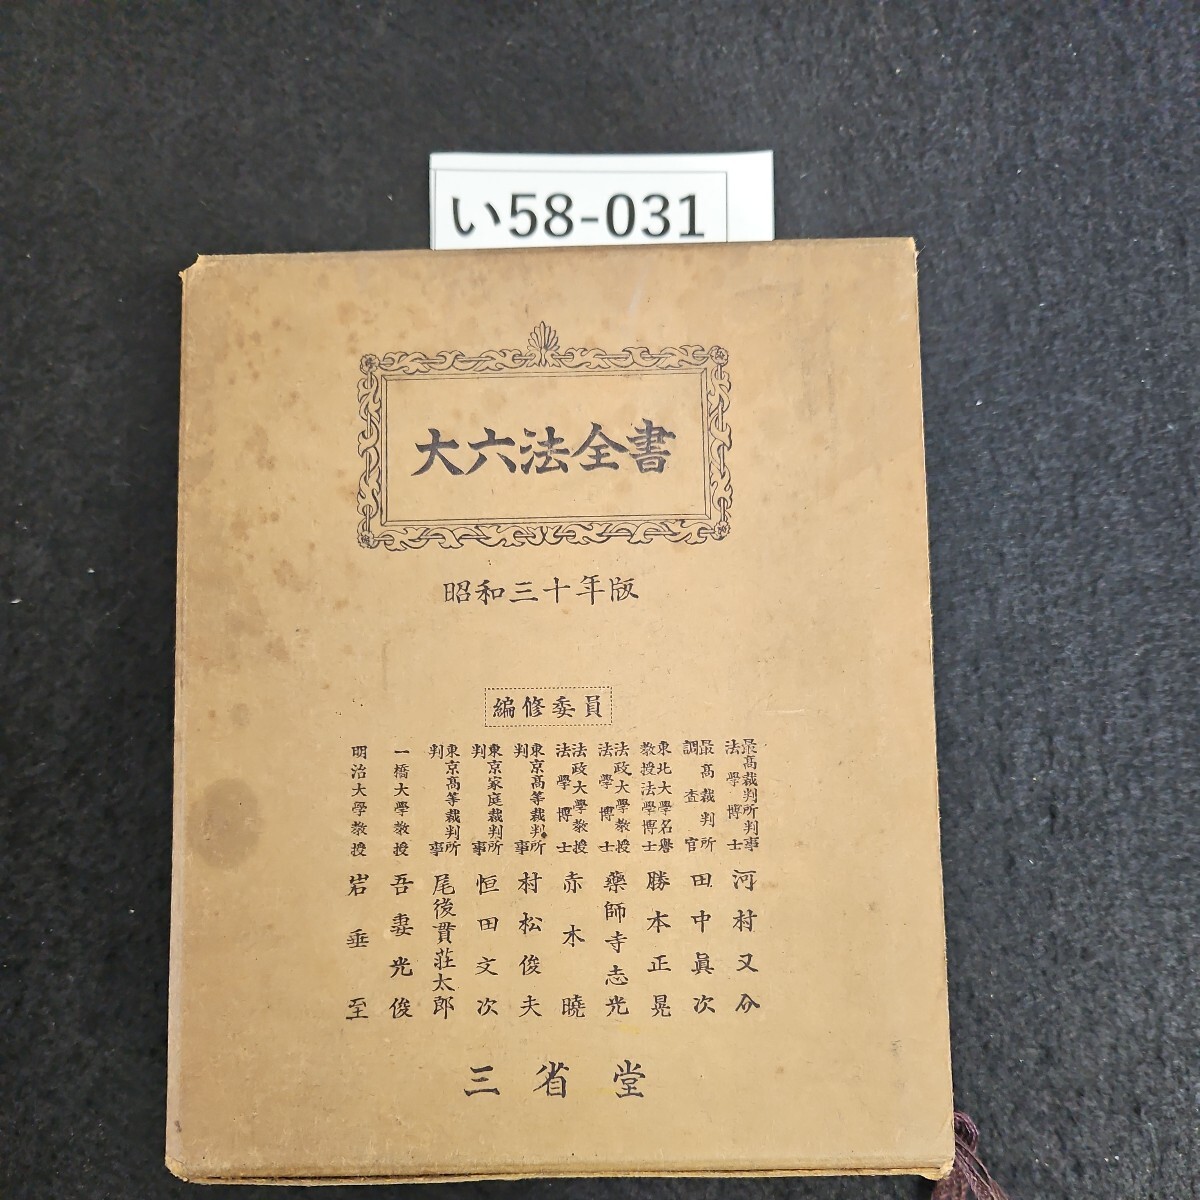 い58-031
大六法全書
昭和三十年版
編修委員
最高裁判所判事
法學博士
河村又介
最高裁判所
調査官
田中眞次
東北大學名譽
教授法學博士
勝本正晃
法政大學教授
法學博士
藥師寺志光
法政大學教授
法學博士
赤木曉
東京高等裁判所
判事
村松俊夫
東京家庭裁判所
判事
恒田文次
東京高等裁判所
判事
尾後貫莊太郎
一橋大學教授
吾妻光俊
明治大學教授
岩垂至
三省堂